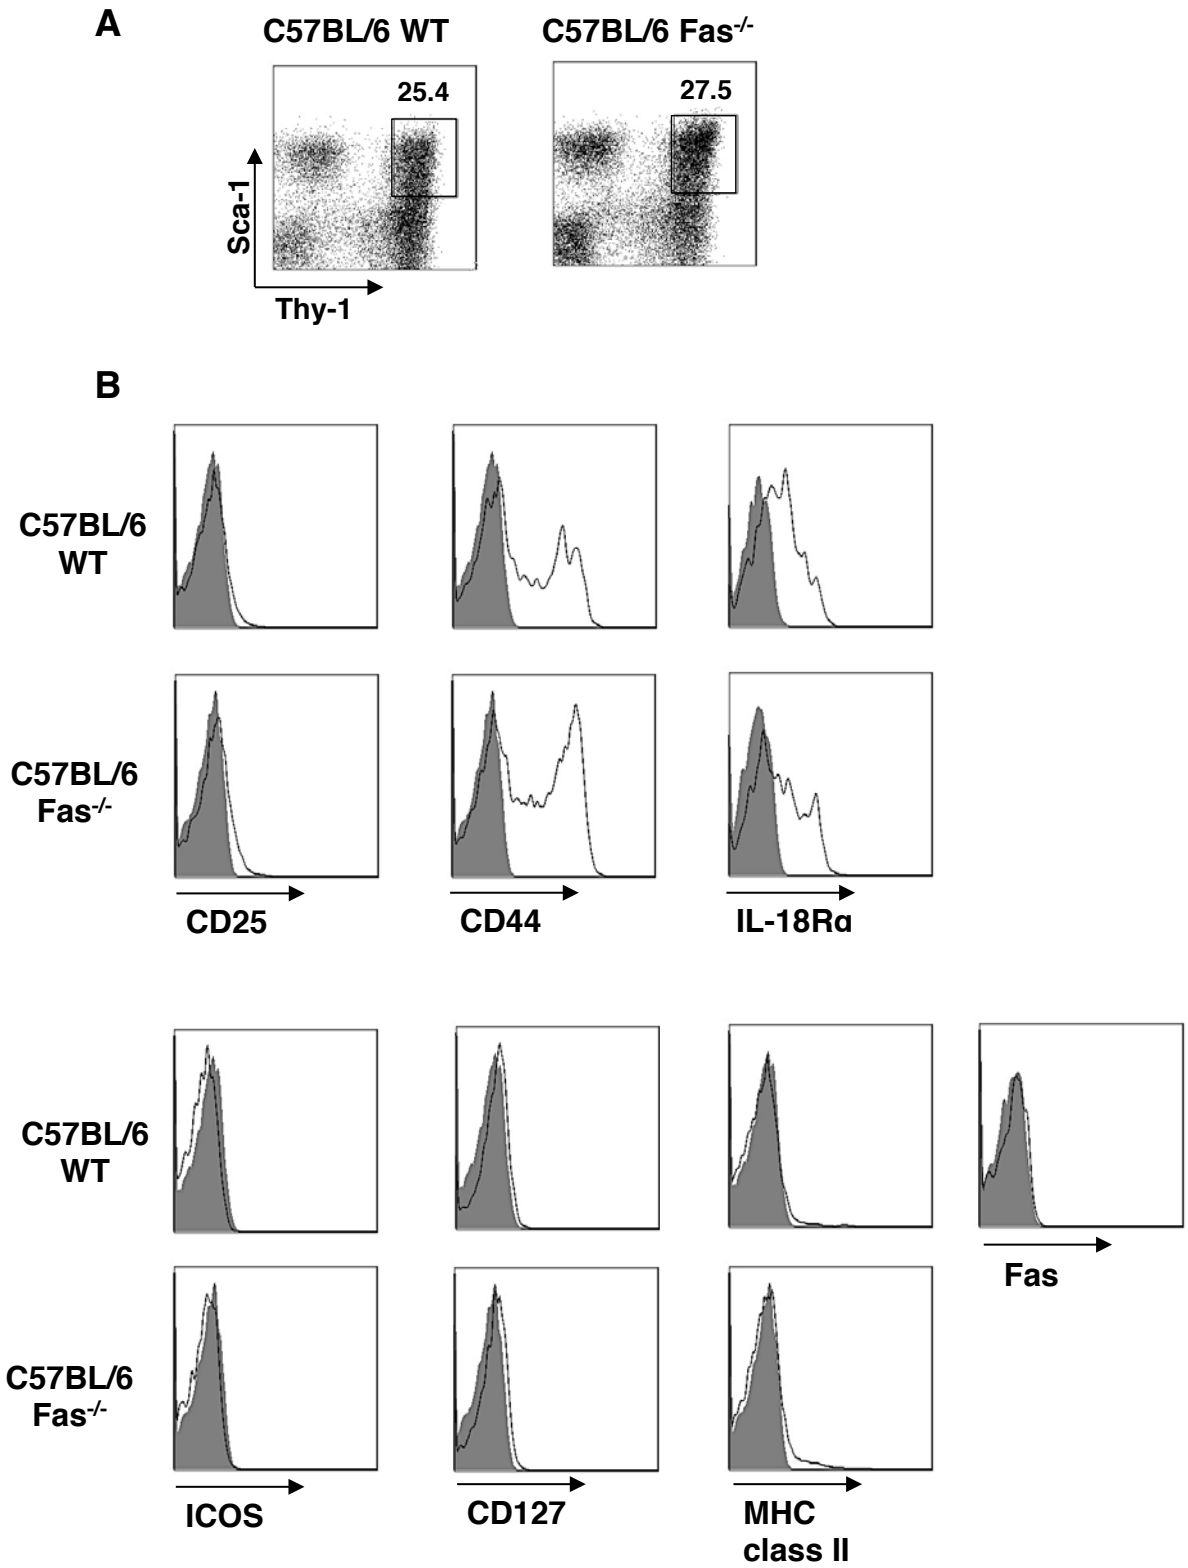 A
C57BL/6 WT
C57BL/6 Fas-/-
25.4
27.5
Sca-1
Thy-1
B
C57BL/6
WT
C57BL/6
Fas-/-
CD25
CD44
IL-18Rα
C57BL/6
WT
Fas
C57BL/6
Fas-/-
ICOS
CD127
MHC
class II